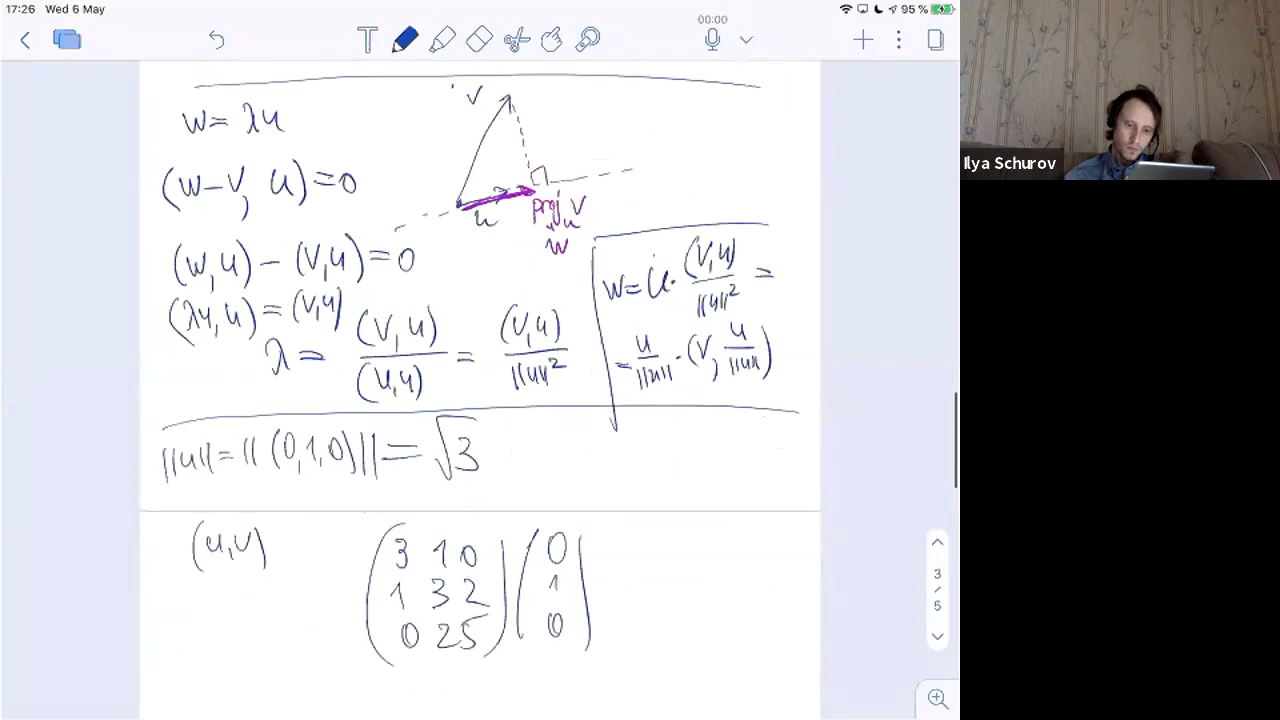 17:26 Wed 6 May
95 %
00:00
T
Ilya Schurov
w = λu
v
(w-v, u) = 0
u
proj_u v
w
(w,u) - (v,u) = 0
(λu, u) = (v,u)
λ = (v,u)/(u,u) = (v,u)/||u||²
w = u · (v,u)/||u||² =
= u/||u|| · (v, u/||u||)
||u|| = ||(0,1,0)|| = √3
(u,v)
3 1 0 0
1 3 2 1
0 2 5 0
3
/
5